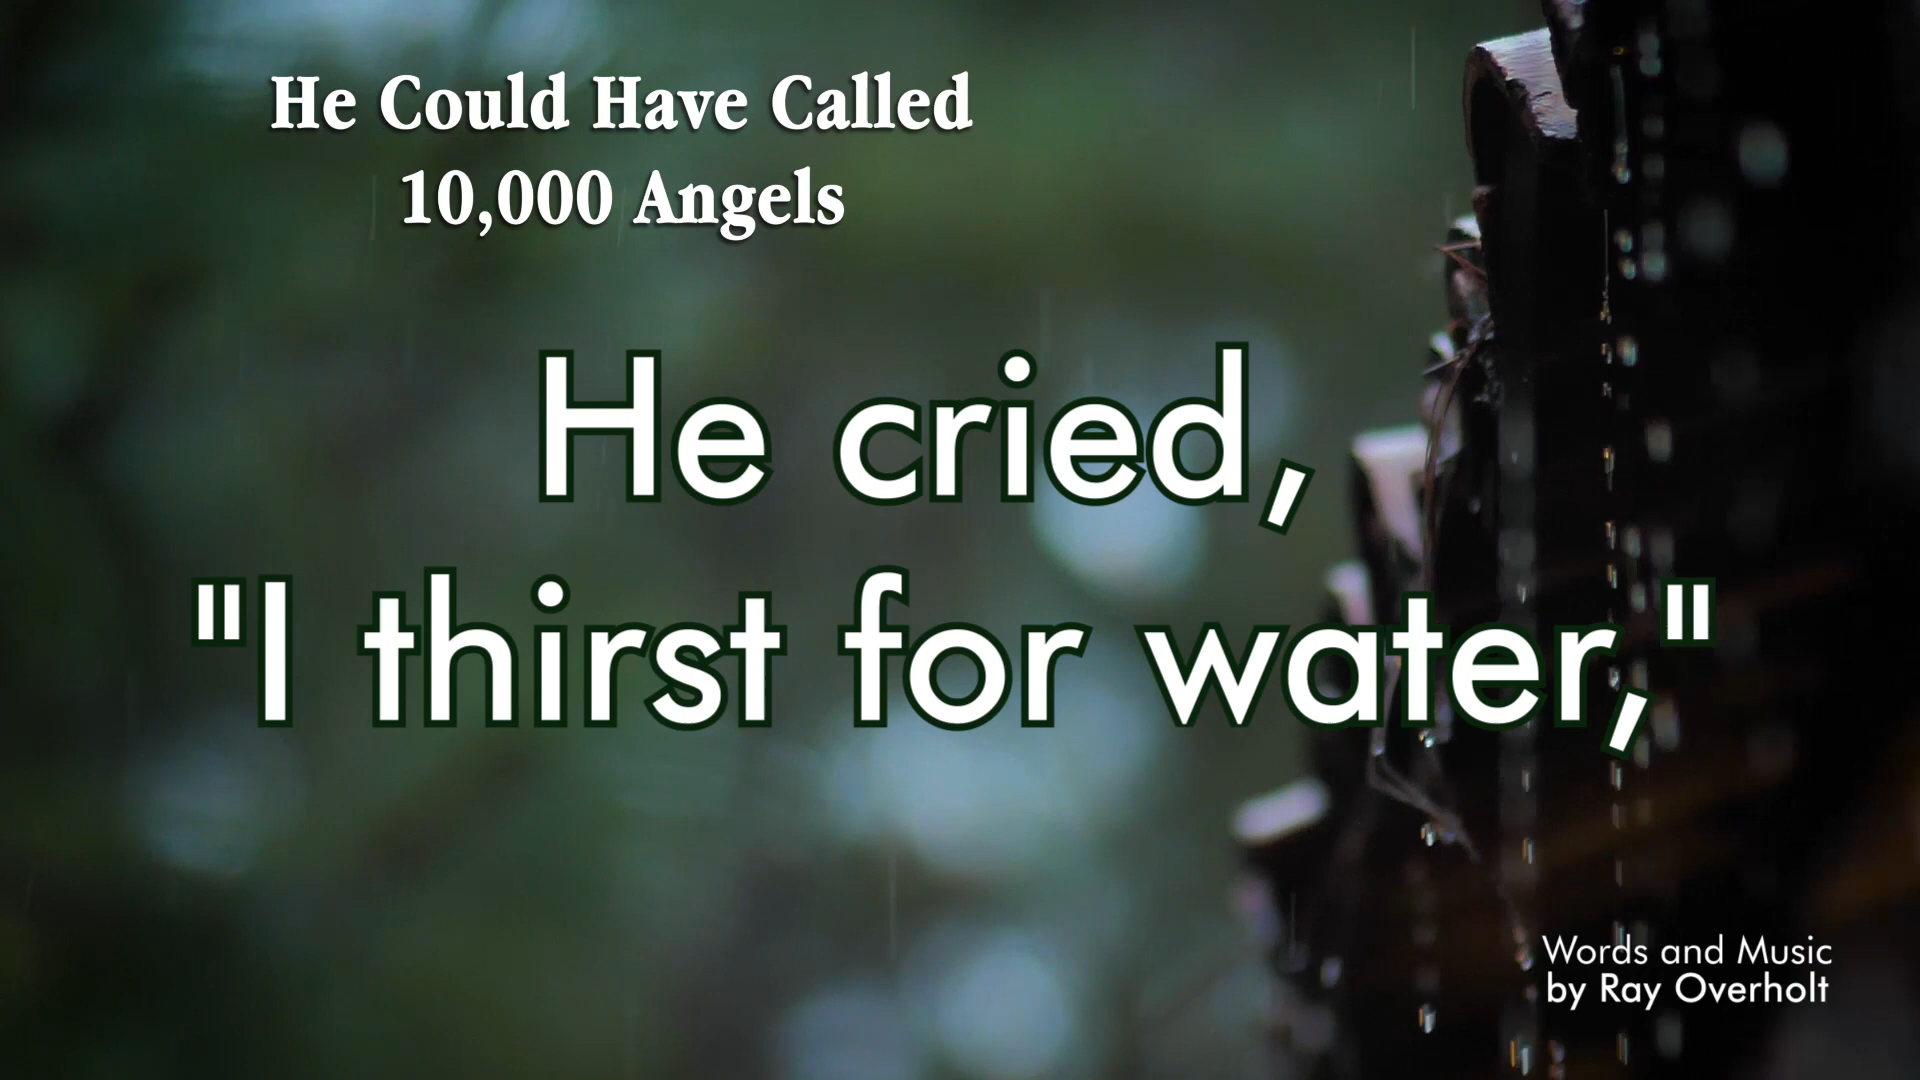 He Could Have Called
10,000 Angels
He cried,
"I thirst for water,"
Words and Music
by Ray Overholt